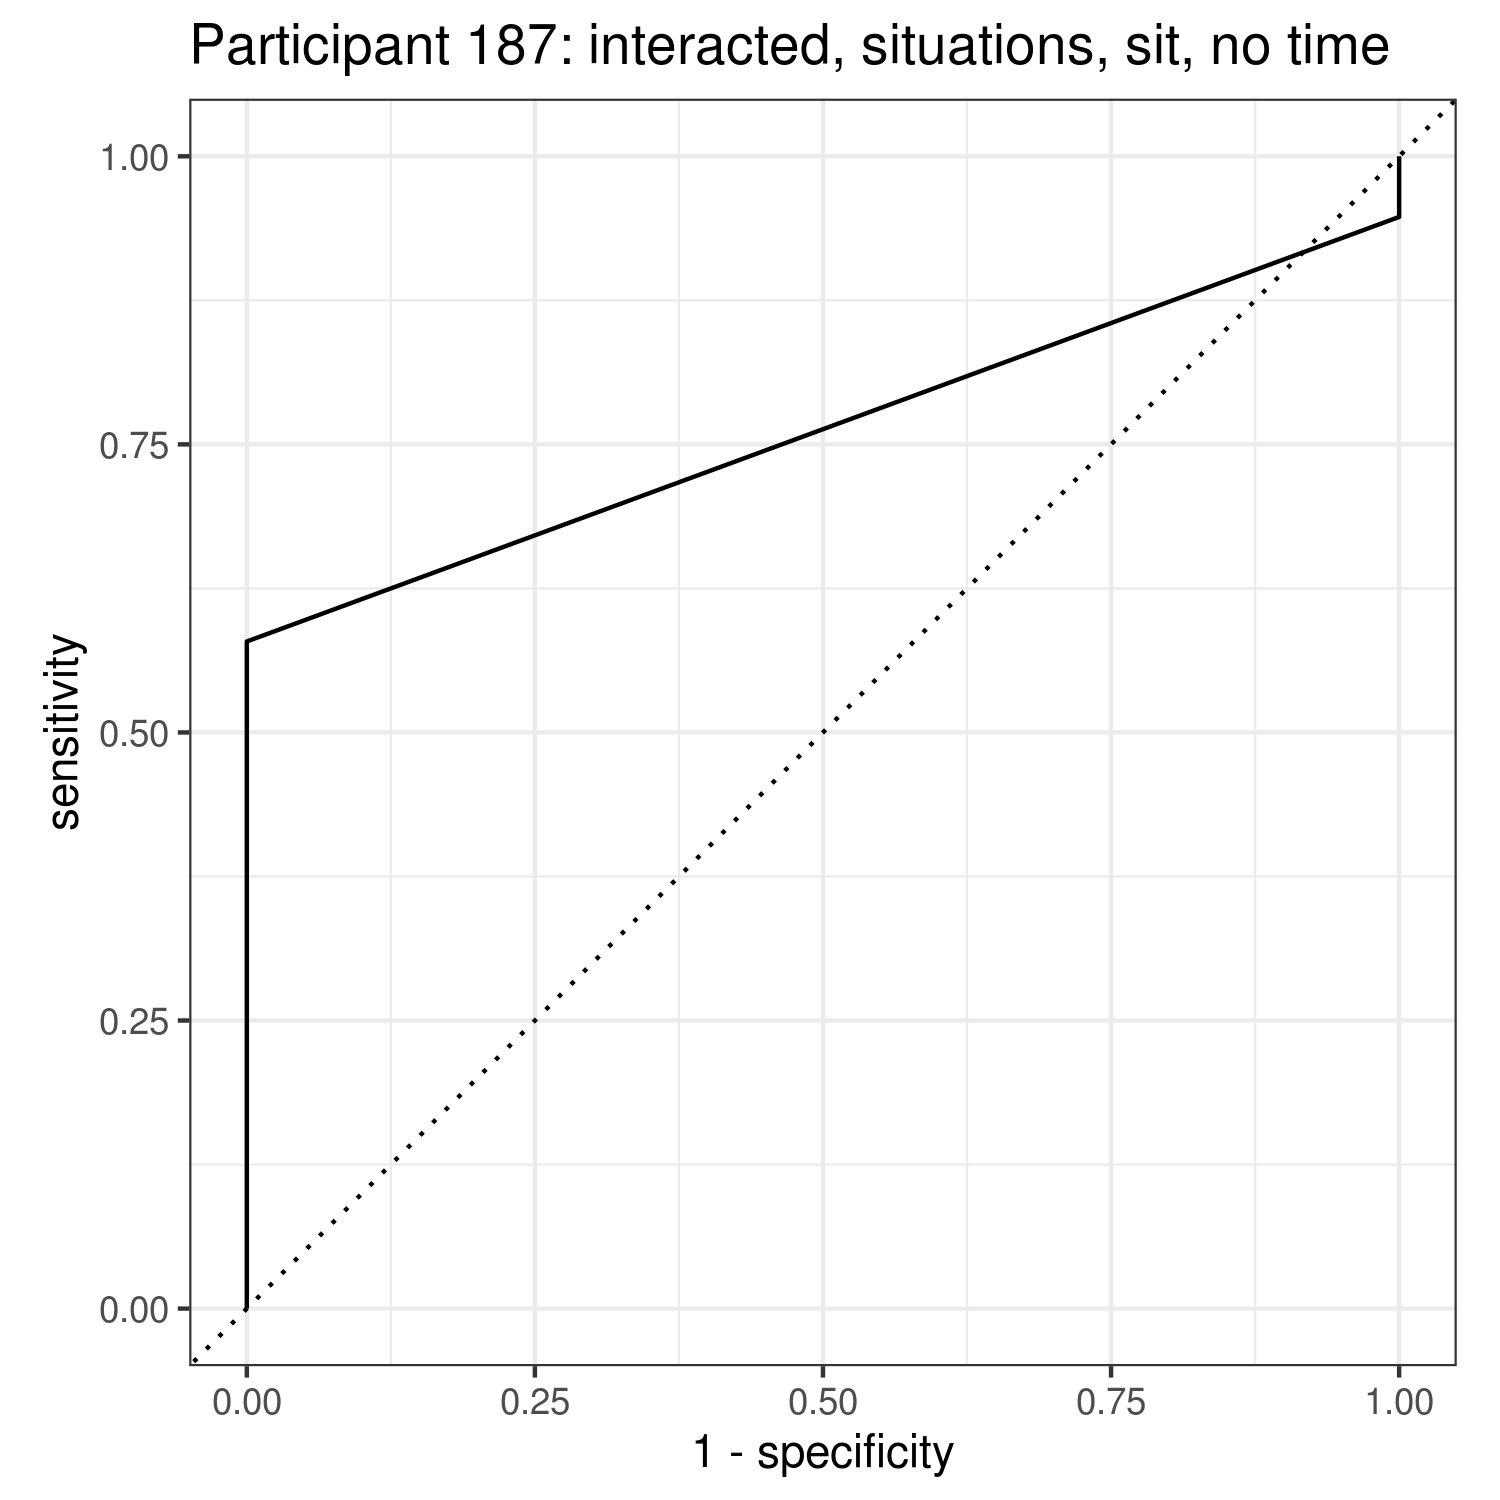 Participant 187: interacted, situations, sit, no time
1.00
0.75
0.50
0.25
0.00
sensitivity
0.00 0.25 0.50 0.75 1.00
1 - specificity